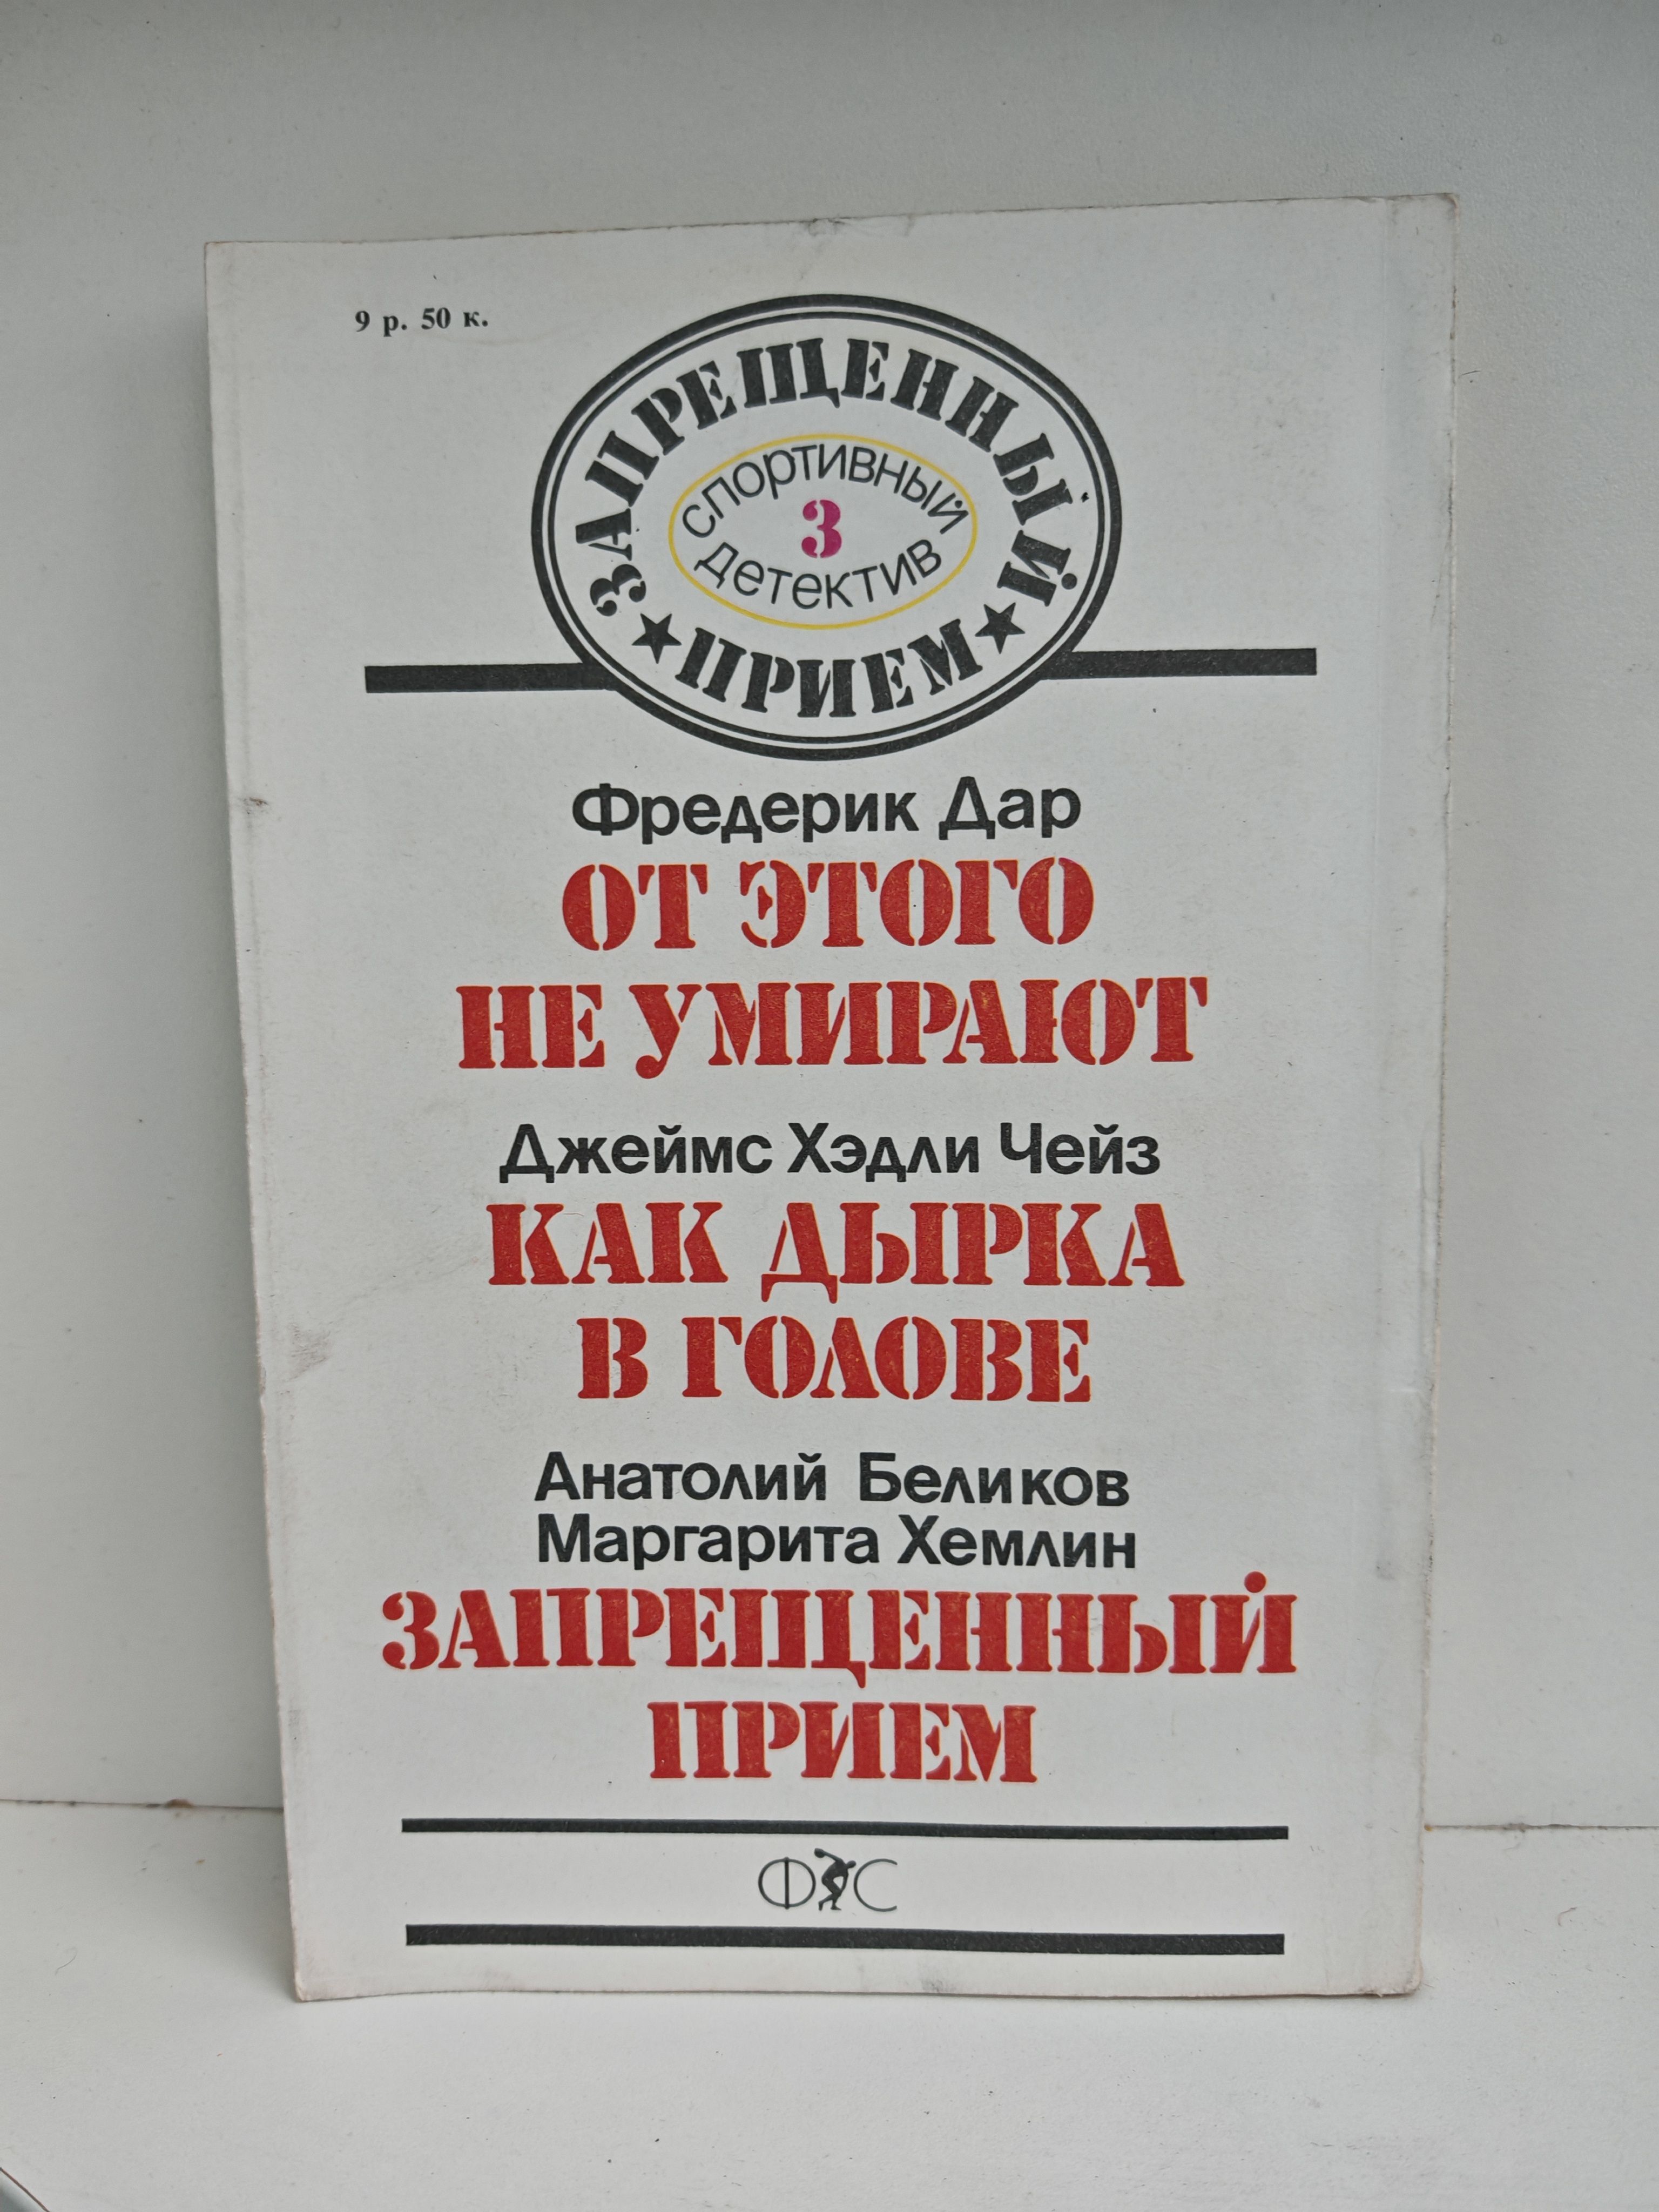 9 р. 50 к.
ЗАПРЕЩЕННЫЙ
СПОРТИВНЫЙ
3
ДЕТЕКТИВ
★ПРИЕМ★
Фредерик Дар
ОТ ЭТОГО
НЕ УМИРАЮТ
Джеймс Хэдли Чейз
КАК ДЫРКА
В ГОЛОВЕ
Анатолий Беликов
Маргарита Хемлин
ЗАПРЕЩЕННЫЙ
ПРИЕМ
ФС